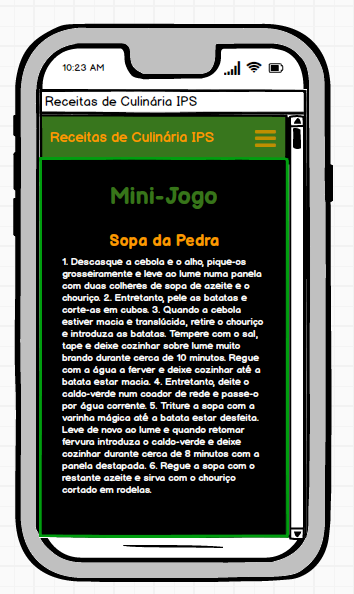 10:23 AM
Receitas de Culinária IPS
Receitas de Culinária IPS
Mini-Jogo
Sopa da Pedra
1. Descasque a cebola e o alho, pique-os
grosseiramente e leve ao lume numa panela
com duas colheres de sopa de azeite e o
chouriço. 2. Entretanto, pele as batatas e
corte-as em cubos. 3. Quando a cebola
estiver macia e translúcida, retire o chouriço
e introduza as batatas. Tempere com o sal,
tape e deixe cozinhar sobre lume muito
brando durante cerca de 10 minutos. Regue
com a água a ferver e deixe cozinhar até a
batata estar macia. 4. Entretanto, deite o
caldo-verde num coador de rede e passe-o
por água corrente. 5. Triture a sopa com a
varinha mágica até a batata estar desfeita.
Leve de novo ao lume e quando retomar
fervura introduza o caldo-verde e deixe
cozinhar durante cerca de 8 minutos com a
panela destapada. 6. Regue a sopa com o
restante azeite e sirva com o chouriço
cortado em rodelas.